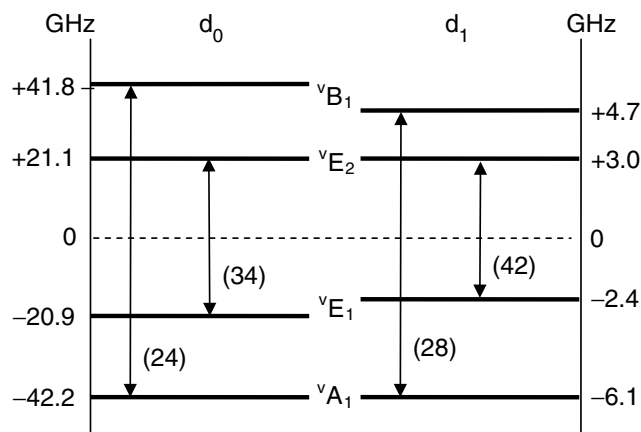 GHz d₀ d₁ GHz
+41.8 ᵛB₁ +4.7
+21.1 ᵛE₂ +3.0
0 0
(34) (42)
−20.9 ᵛE₁ −2.4
(24) (28)
−42.2 ᵛA₁ −6.1